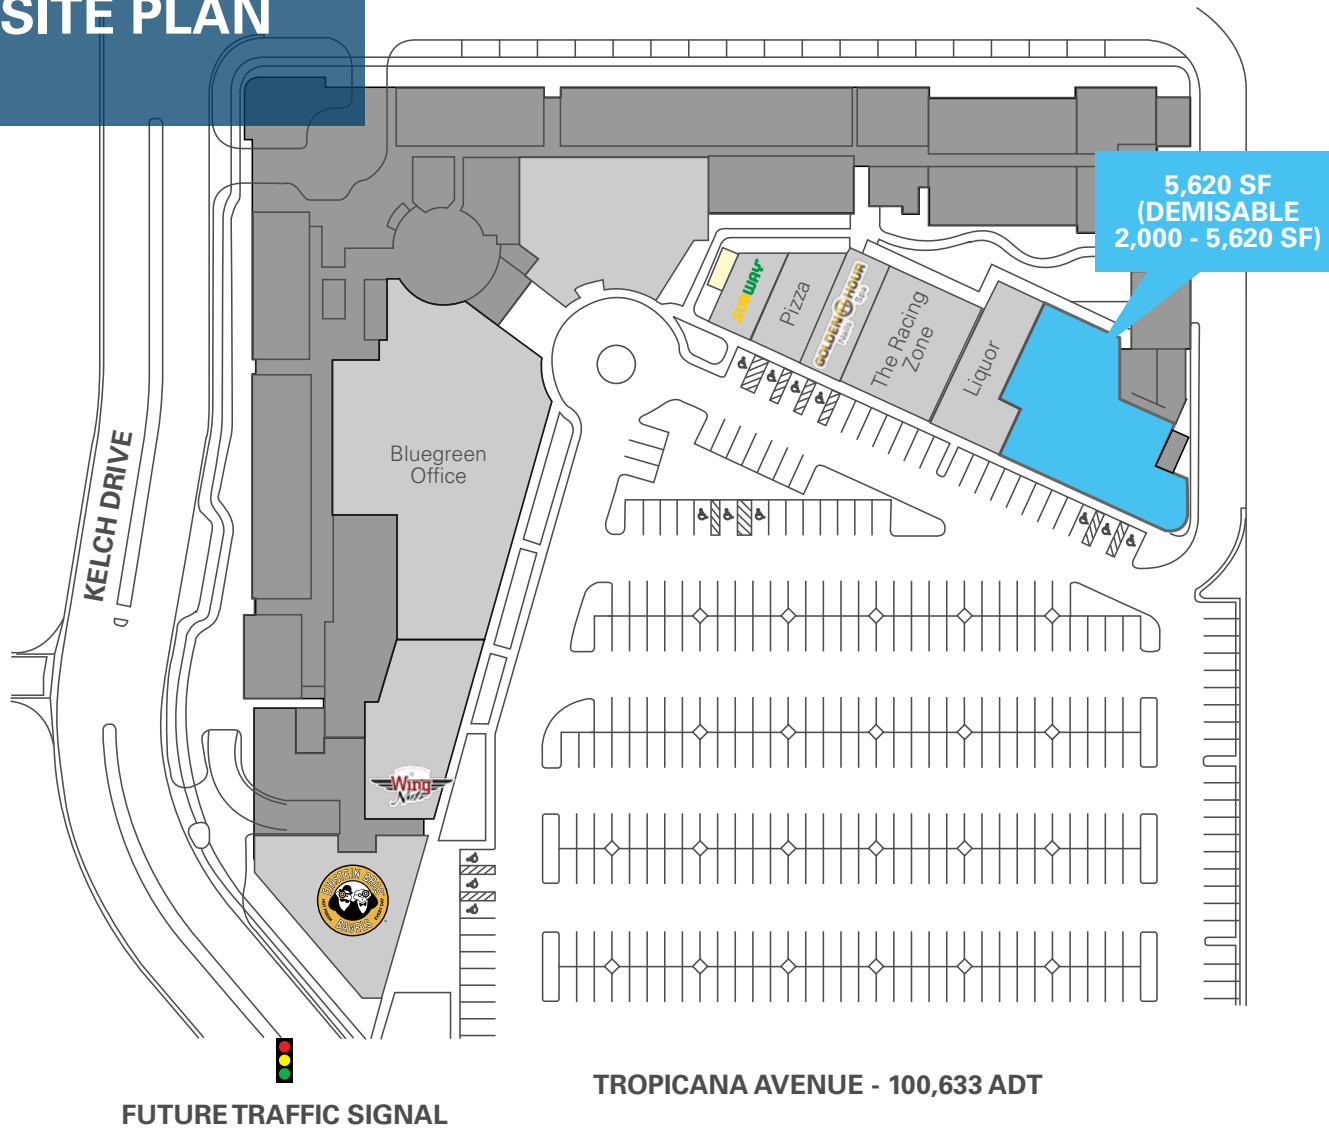 SITE PLAN
5,620 SF
(DEMISABLE
2,000 - 5,620 SF)
SUBWAY
Pizza
GOLDEN HOUR
Nails Spa
The Racing
Zone
Liquor
Bluegreen
Office
KELCH DRIVE
Wing
Nutz
EINSTEIN BROS
BAGELS
TROPICANA AVENUE - 100,633 ADT
FUTURE TRAFFIC SIGNAL